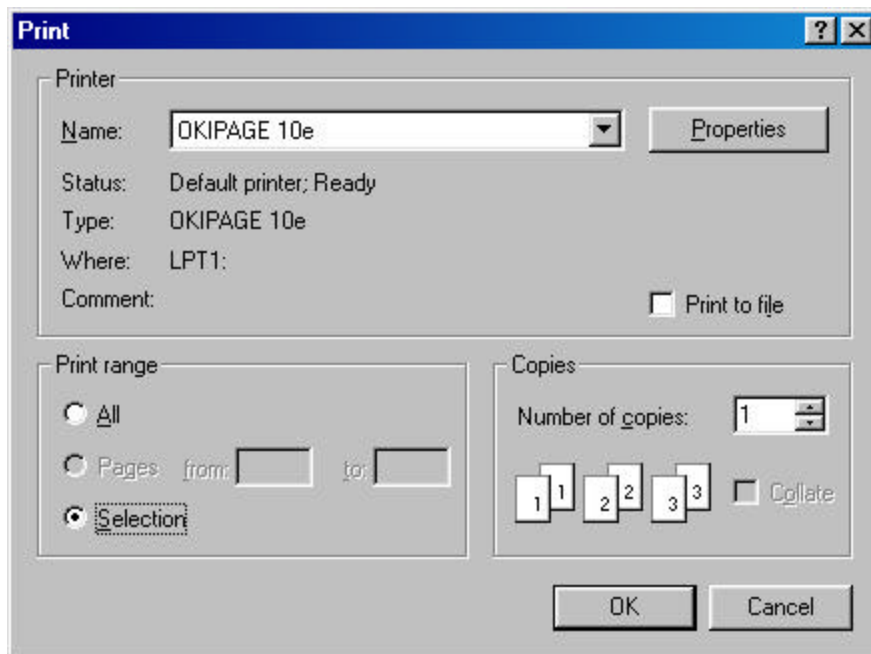 Print
Printer
Name: OKIPAGE 10e Properties
Status: Default printer; Ready
Type: OKIPAGE 10e
Where: LPT1:
Comment:
Print to file
Print range
All
Pages from: to:
Selection
Copies
Number of copies: 1
1 1 2 2 3 3 Collate
OK Cancel